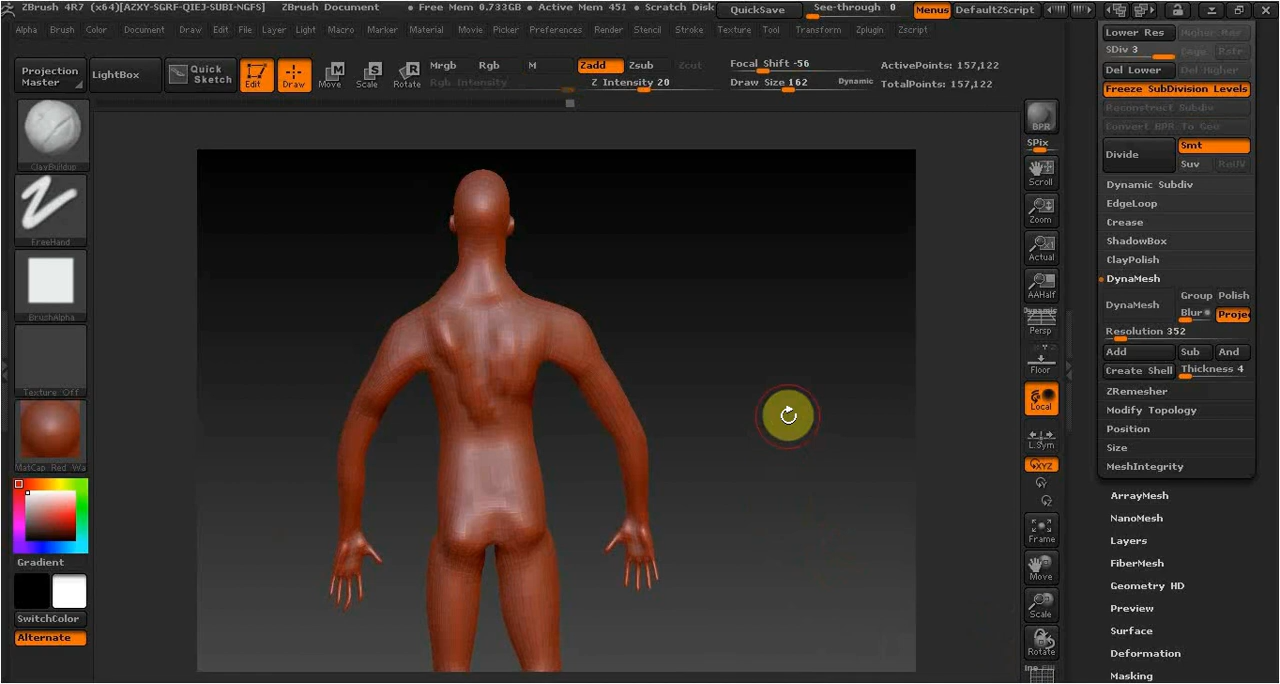 ZBrush 4R7 (x64)[AZXY-SGRF-QIEJ-SUBI-NGFS] ZBrush Document • Free Mem 0.733GB • Active Mem 451 • Scratch Disk QuickSave See-through 0 Menus DefaultZScript
Alpha Brush Color Document Draw Edit File Layer Light Macro Marker Material Movie Picker Preferences Render Stencil Stroke Texture Tool Transform Zplugin Zscript
Projection Master
LightBox
Quick Sketch
Edit
Draw
Move
Scale
Rotate
Mrgb Rgb M
Rgb Intensity
Zadd Zsub Zcut
Z Intensity 20
Focal Shift -56
Draw Size 162 Dynamic
ActivePoints: 157,122
TotalPoints: 157,122
ClayBuildup
FreeHand
BrushAlpha
Texture Off
MatCap Red Wa
Gradient
SwitchColor
Alternate
BPR
SPix
Scroll
Zoom
Actual
AAHalf
Dynamic
Persp
Floor
Local
L.Sym
XYZ
Y
Z
Frame
Move
Scale
Rotate
Lower Res Higher Res
SDiv 3
Del Lower Del Higher
Freeze SubDivision Levels
Reconstruct Subdiv
Convert BPR To Geo
Divide
Smt
Suv ReUV
Dynamic Subdiv
EdgeLoop
Crease
ShadowBox
ClayPolish
DynaMesh
DynaMesh
Group Polish
Blur Projec
Resolution 352
Add Sub And
Create Shell Thickness 4
ZRemesher
Modify Topology
Position
Size
MeshIntegrity
ArrayMesh
NanoMesh
Layers
FiberMesh
Geometry HD
Preview
Surface
Deformation
Masking